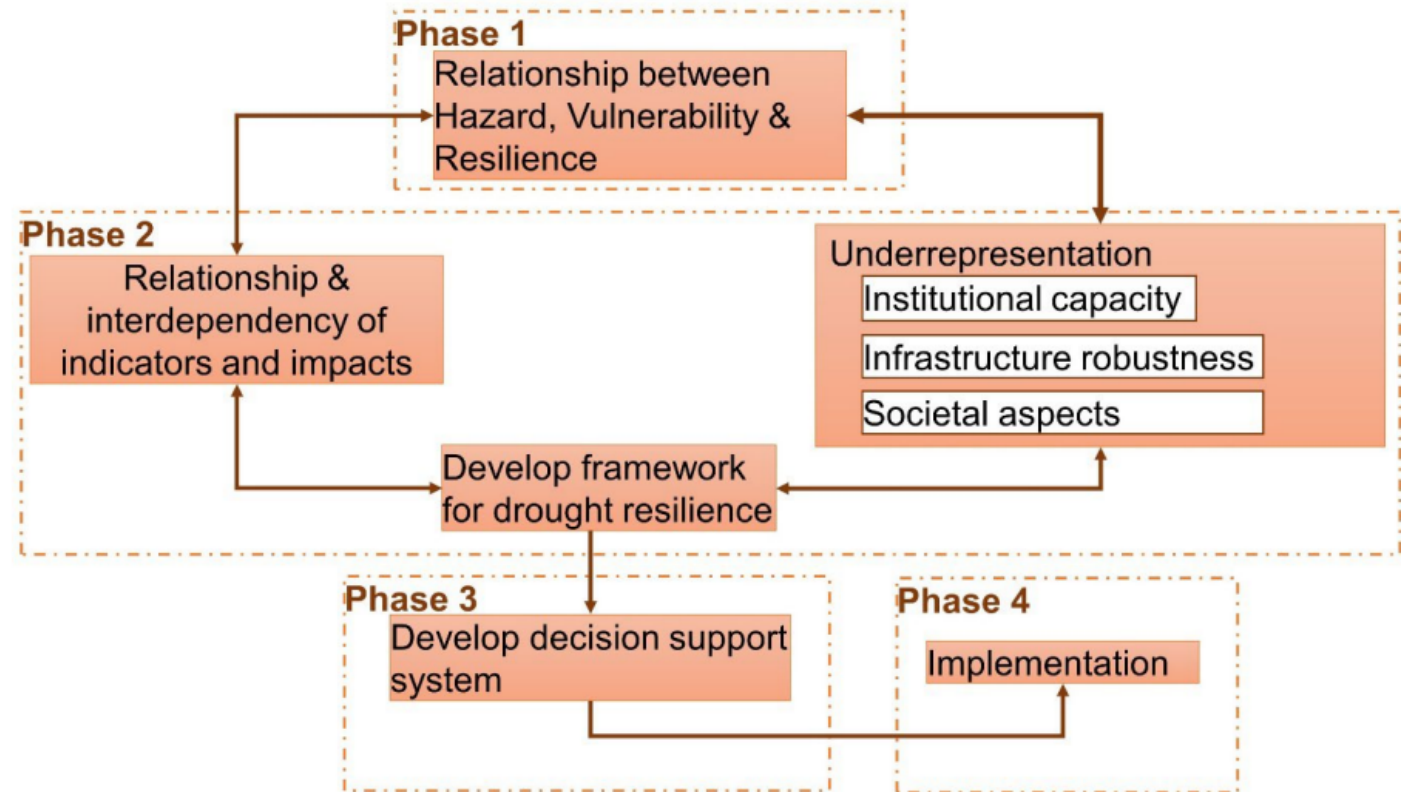 Phase 1
Relationship between
Hazard, Vulnerability &
Resilience
Phase 2
Relationship &
interdependency of
indicators and impacts
Underrepresentation
Institutional capacity
Infrastructure robustness
Societal aspects
Develop framework
for drought resilience
Phase 3
Develop decision support
system
Phase 4
Implementation